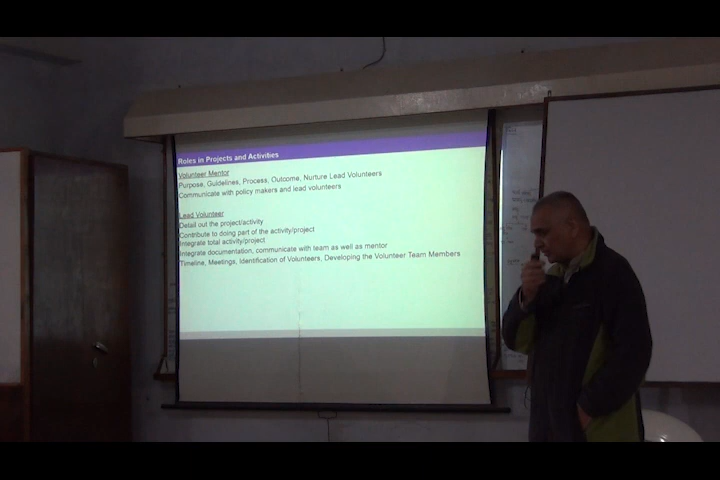 Roles in Projects and Activities
Volunteer Mentor
Purpose, Guidelines, Process, Outcome, Nurture Lead Volunteers
Communicate with policy makers and lead volunteers
Lead Volunteer
Detail out the project/activity
Contribute to doing part of the activity/project
Integrate total activity/project
Integrate documentation, communicate with team as well as mentor
Timeline, Meetings, Identification of Volunteers, Developing the Volunteer Team Members